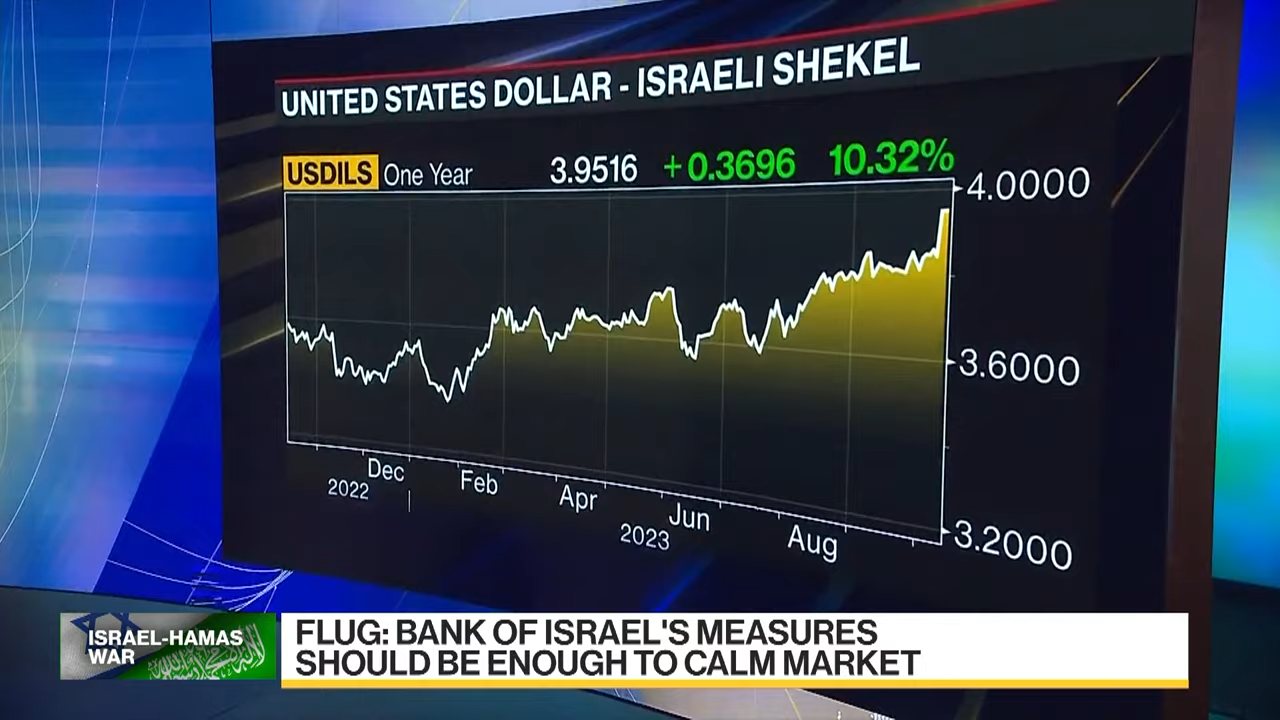 UNITED STATES DOLLAR - ISRAELI SHEKEL
USDILS One Year 3.9516 +0.3696 10.32%
4.0000
3.6000
3.2000
Dec Feb Apr Jun Aug
2022 2023
ISRAEL-HAMAS
WAR
FLUG: BANK OF ISRAEL'S MEASURES
SHOULD BE ENOUGH TO CALM MARKET